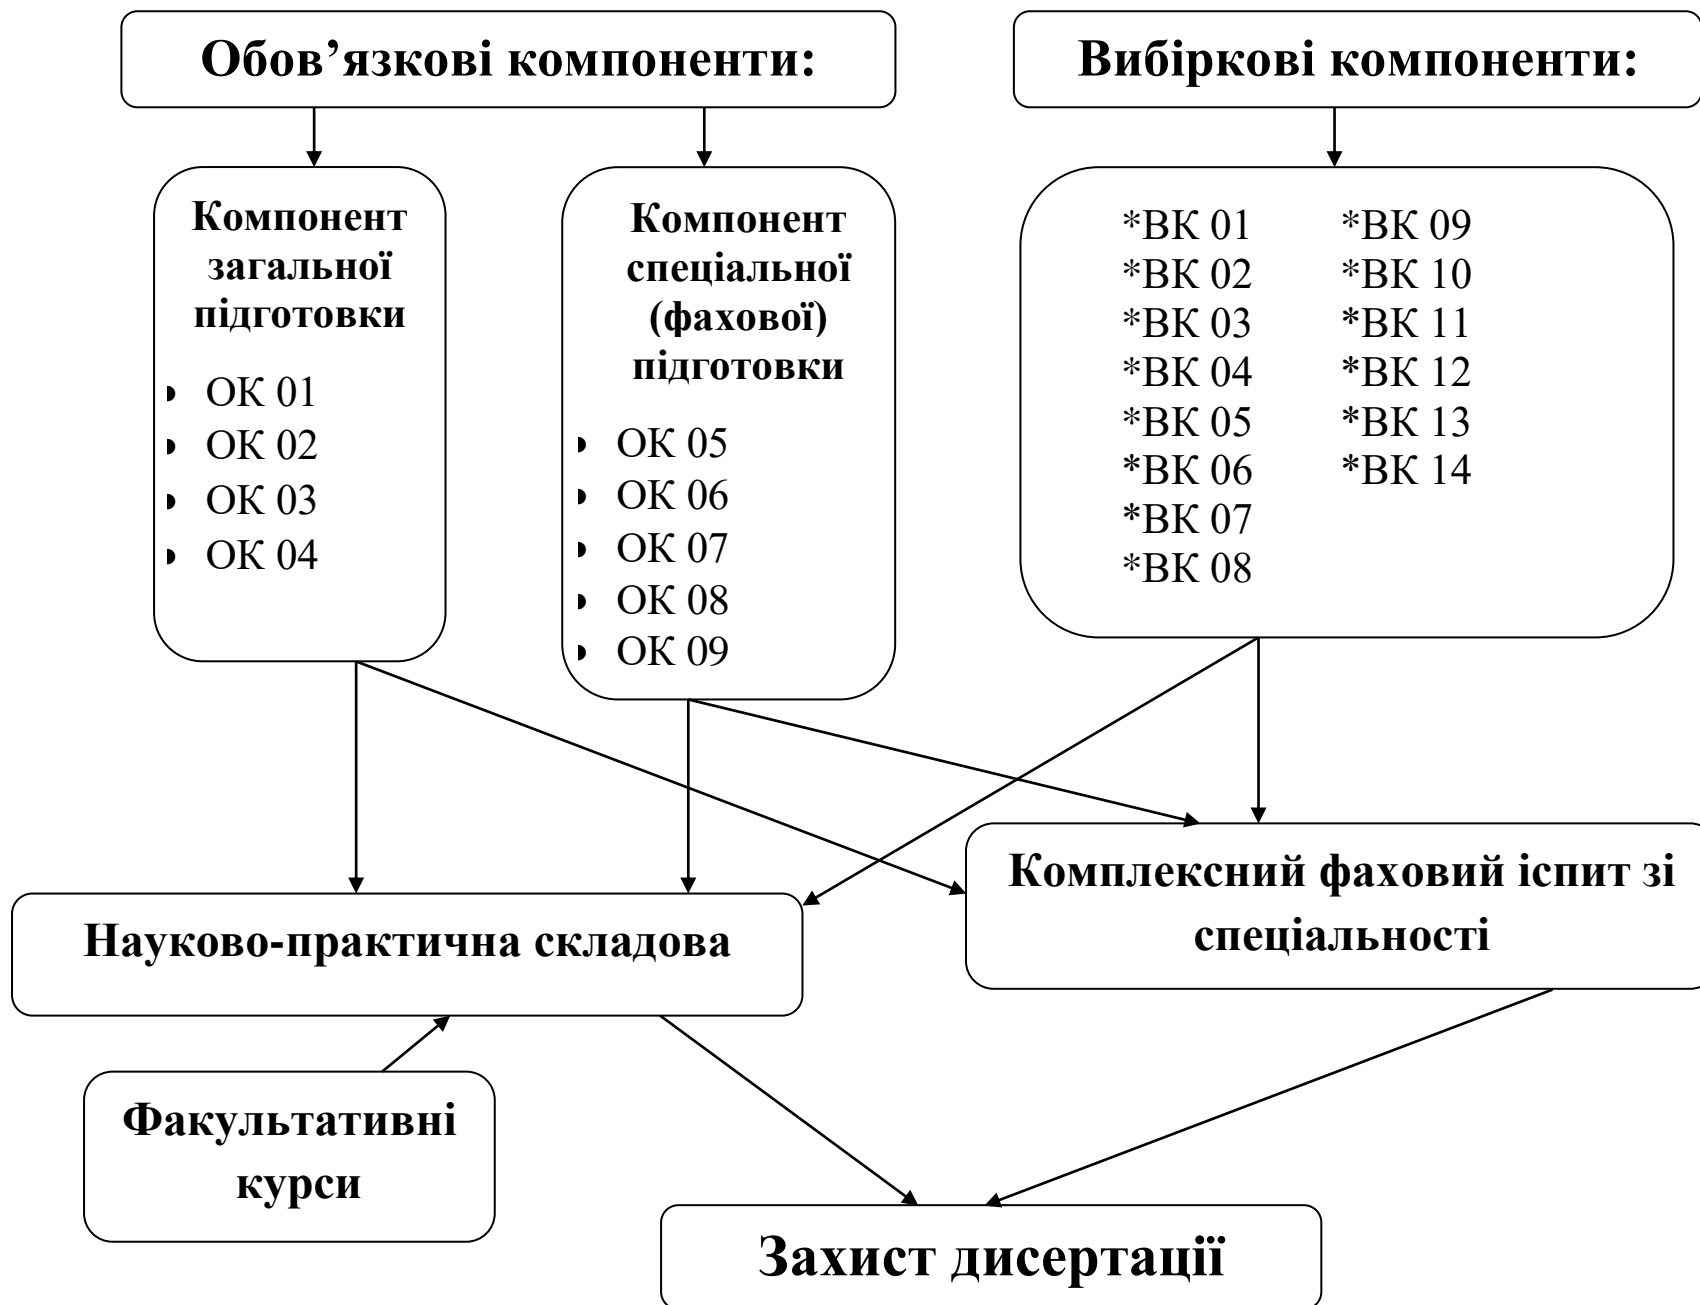 Обов’язкові компоненти:
Вибіркові компоненти:
Компонент
загальної
підготовки
• ОК 01
• ОК 02
• ОК 03
• ОК 04
Компонент
спеціальної
(фахової)
підготовки
• ОК 05
• ОК 06
• ОК 07
• ОК 08
• ОК 09
*ВК 01 *ВК 09
*ВК 02 *ВК 10
*ВК 03 *ВК 11
*ВК 04 *ВК 12
*ВК 05 *ВК 13
*ВК 06 *ВК 14
*ВК 07
*ВК 08
Науково-практична складова
Комплексний фаховий іспит зі
спеціальності
Факультативні
курси
Захист дисертації